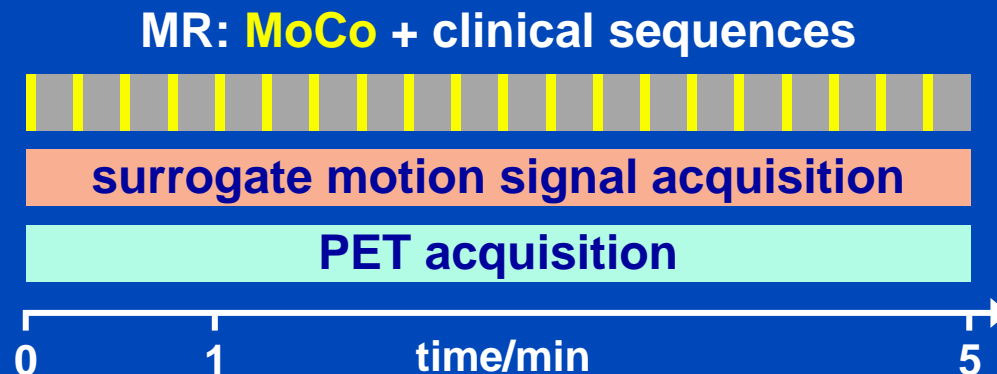 MR: MoCo + clinical sequences
surrogate motion signal acquisition
PET acquisition
0 1 time/min 5